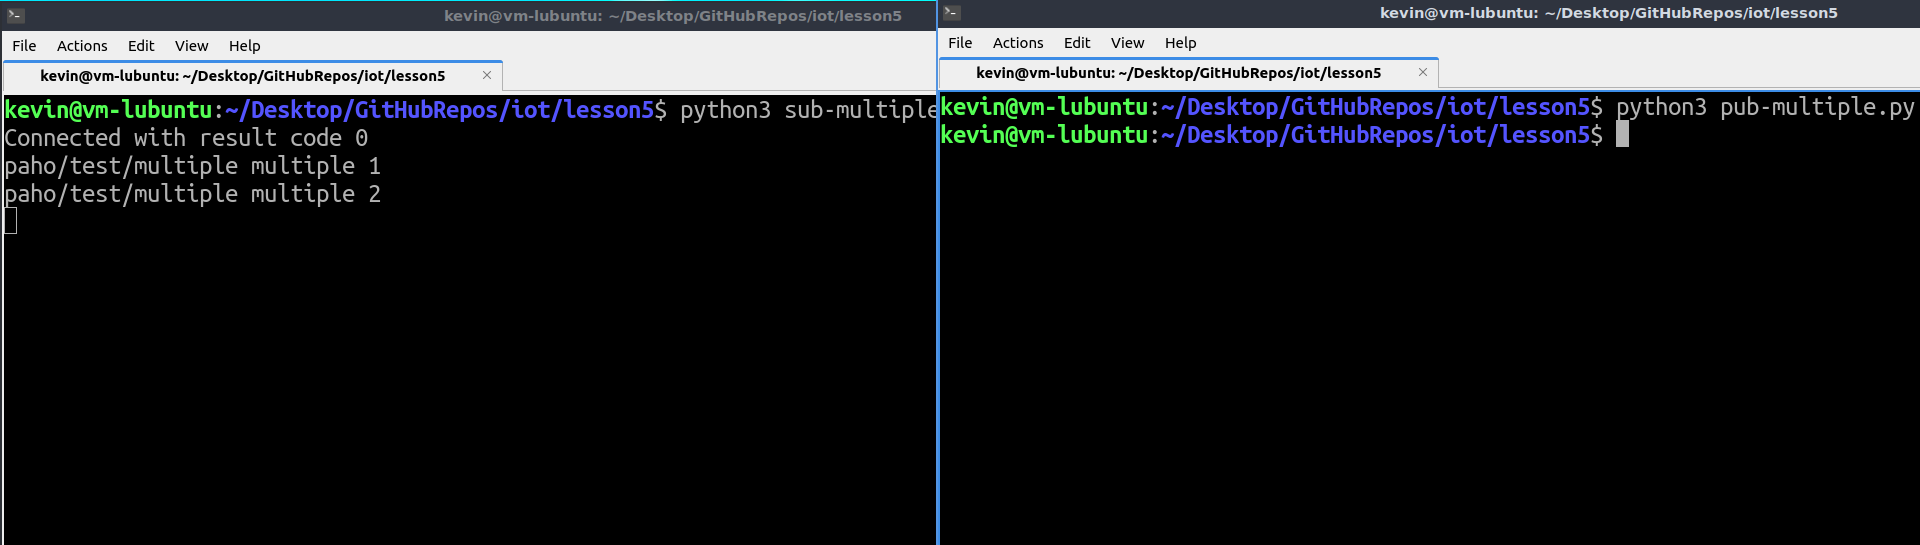 kevin@vm-lubuntu: ~/Desktop/GitHubRepos/iot/lesson5
File Actions Edit View Help
kevin@vm-lubuntu: ~/Desktop/GitHubRepos/iot/lesson5
kevin@vm-lubuntu:~/Desktop/GitHubRepos/iot/lesson5$ python3 sub-multiple
Connected with result code 0
paho/test/multiple multiple 1
paho/test/multiple multiple 2
kevin@vm-lubuntu: ~/Desktop/GitHubRepos/iot/lesson5
File Actions Edit View Help
kevin@vm-lubuntu: ~/Desktop/GitHubRepos/iot/lesson5
kevin@vm-lubuntu:~/Desktop/GitHubRepos/iot/lesson5$ python3 pub-multiple.py
kevin@vm-lubuntu:~/Desktop/GitHubRepos/iot/lesson5$